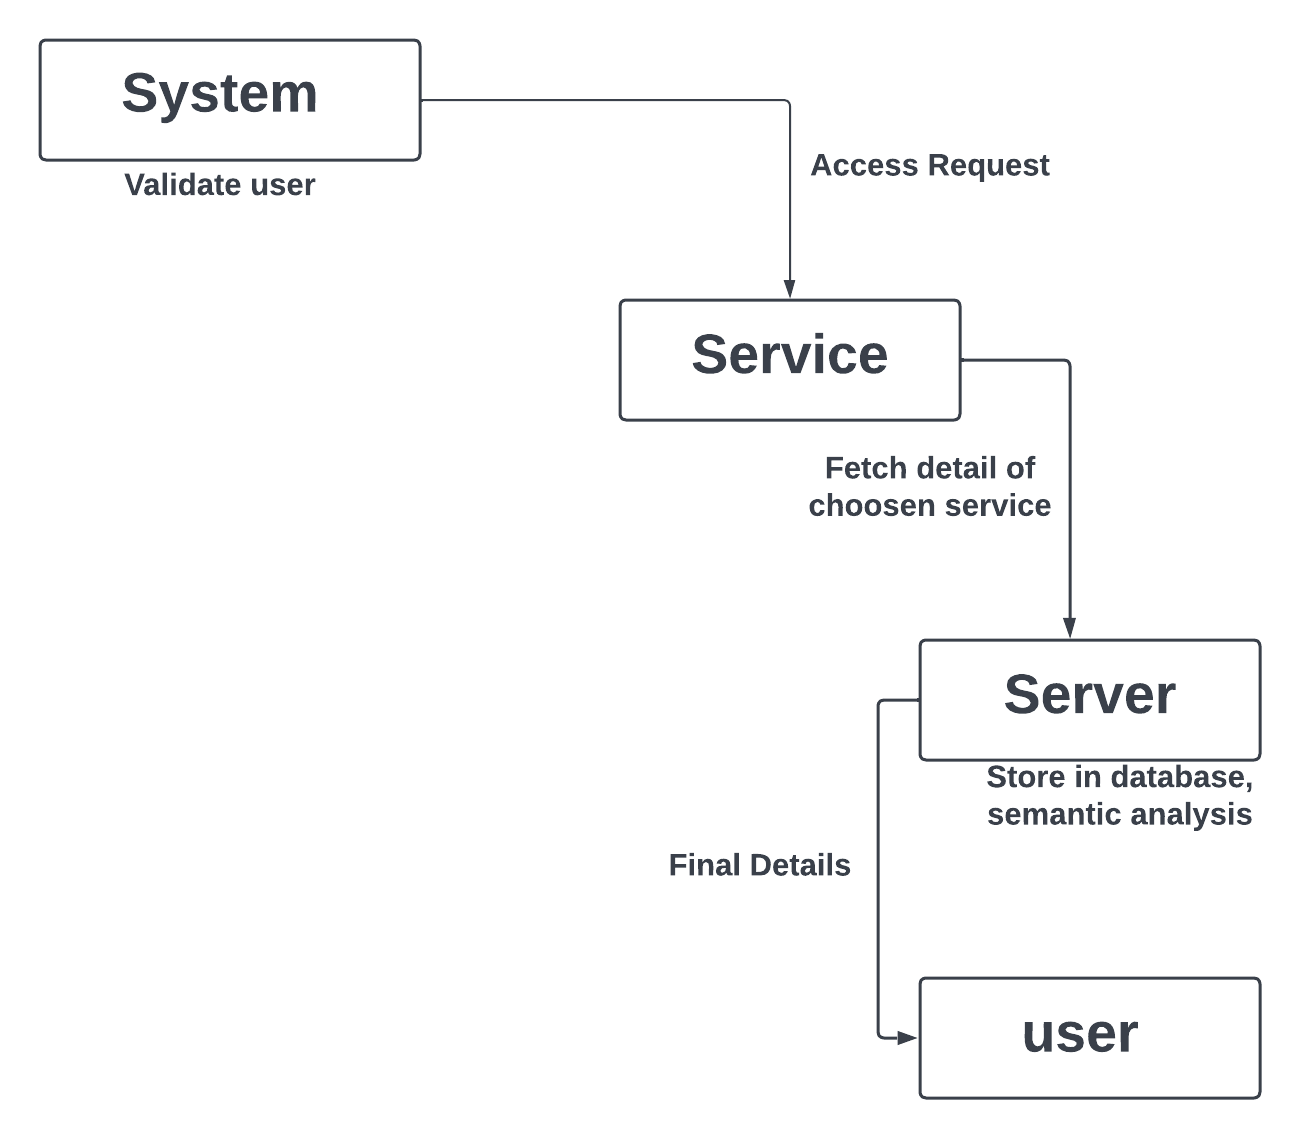 System
Validate user
Access Request
Service
Fetch detail of
choosen service
Server
Store in database,
semantic analysis
Final Details
user